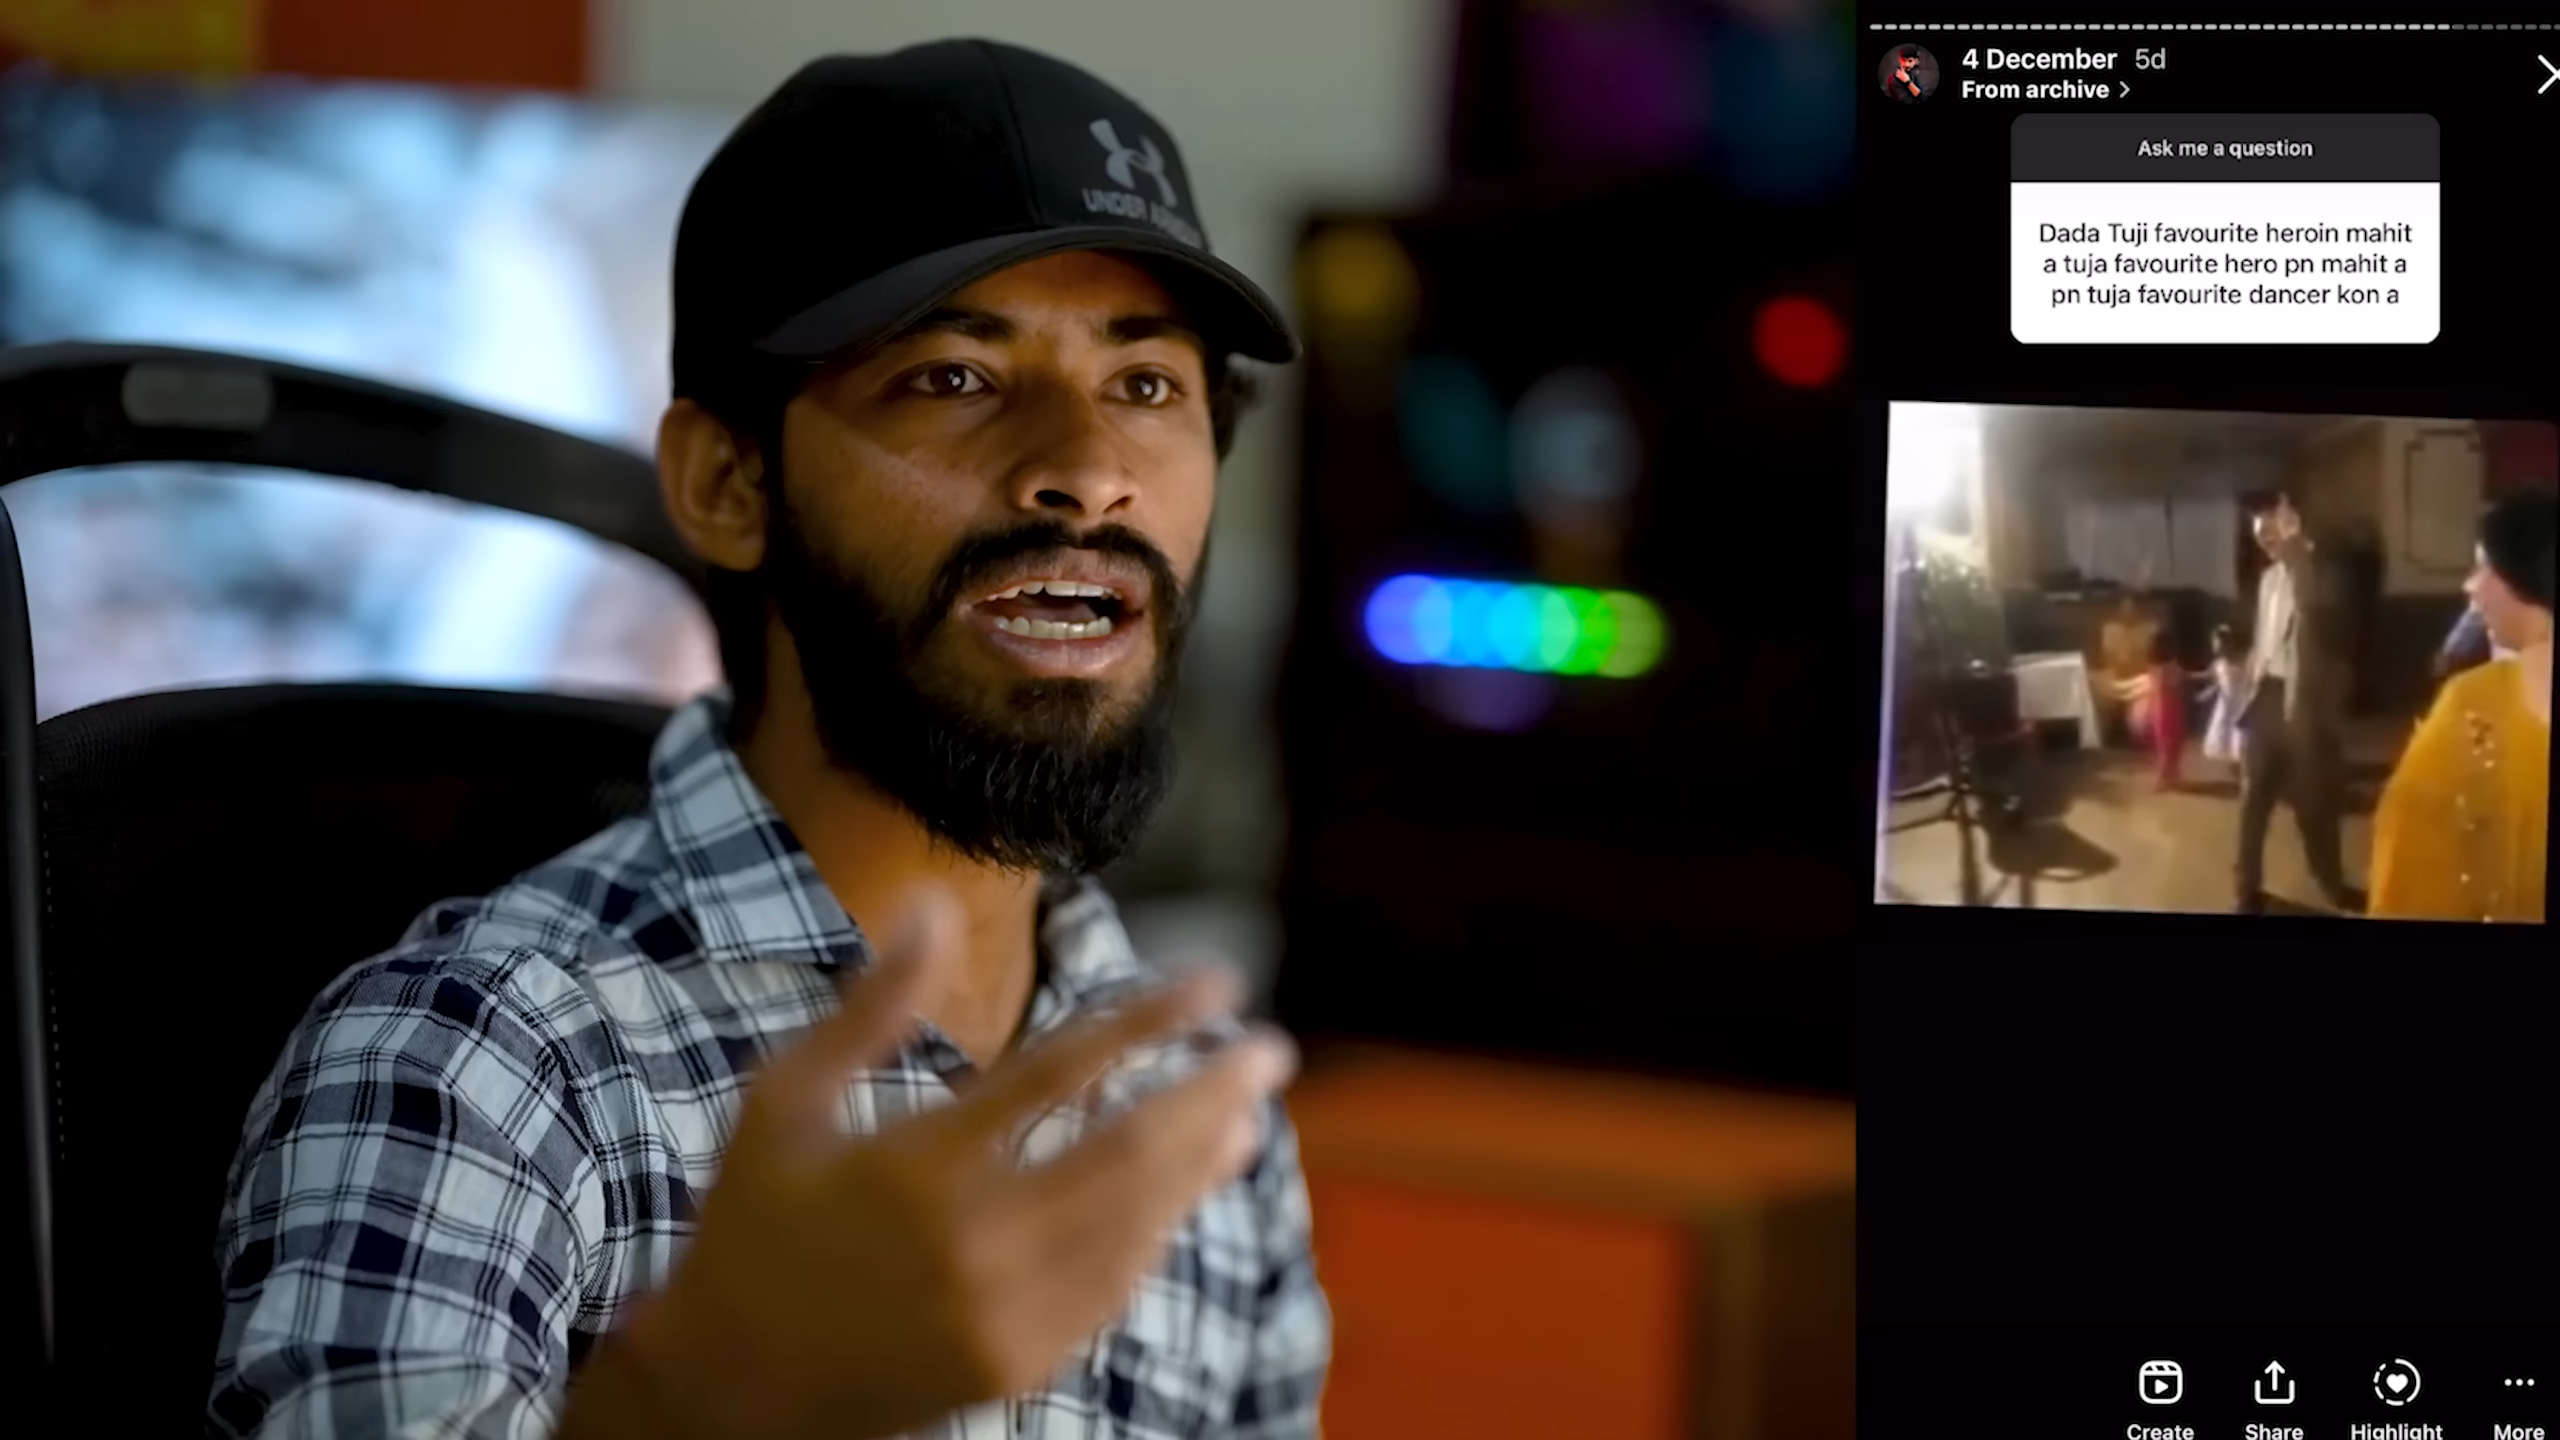 UNDER
4 December 5d
From archive >
Ask me a question
Dada Tuji favourite heroin mahit
a tuja favourite hero pn mahit a
pn tuja favourite dancer kon a
Create Share Highlight More